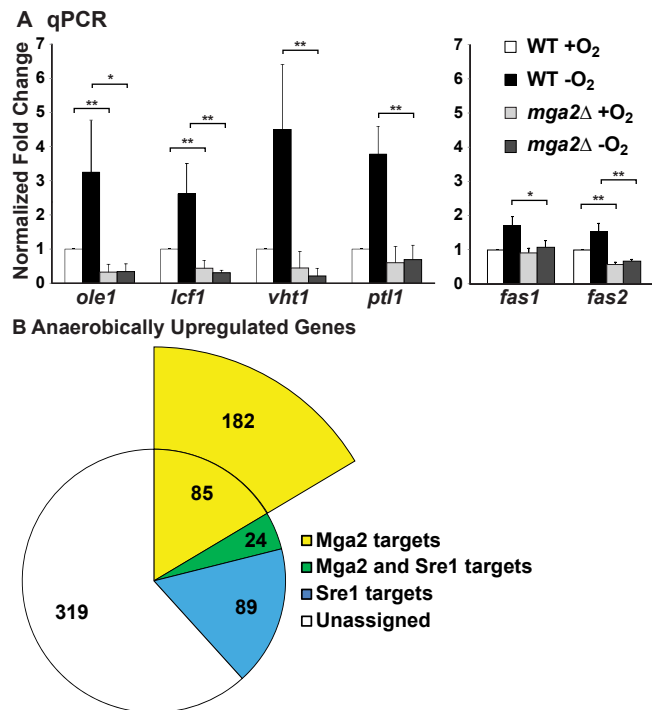 A qPCR
Normalized Fold Change
7
6
5
4
3
2
1
0
** * ** ** ** **
ole1 lcf1 vht1 ptl1
7
6
5
4
3
2
1
0
* ** **
fas1 fas2
WT +O₂
WT -O₂
mga2Δ +O₂
mga2Δ -O₂
B Anaerobically Upregulated Genes
182
85
24
89
319
Mga2 targets
Mga2 and Sre1 targets
Sre1 targets
Unassigned